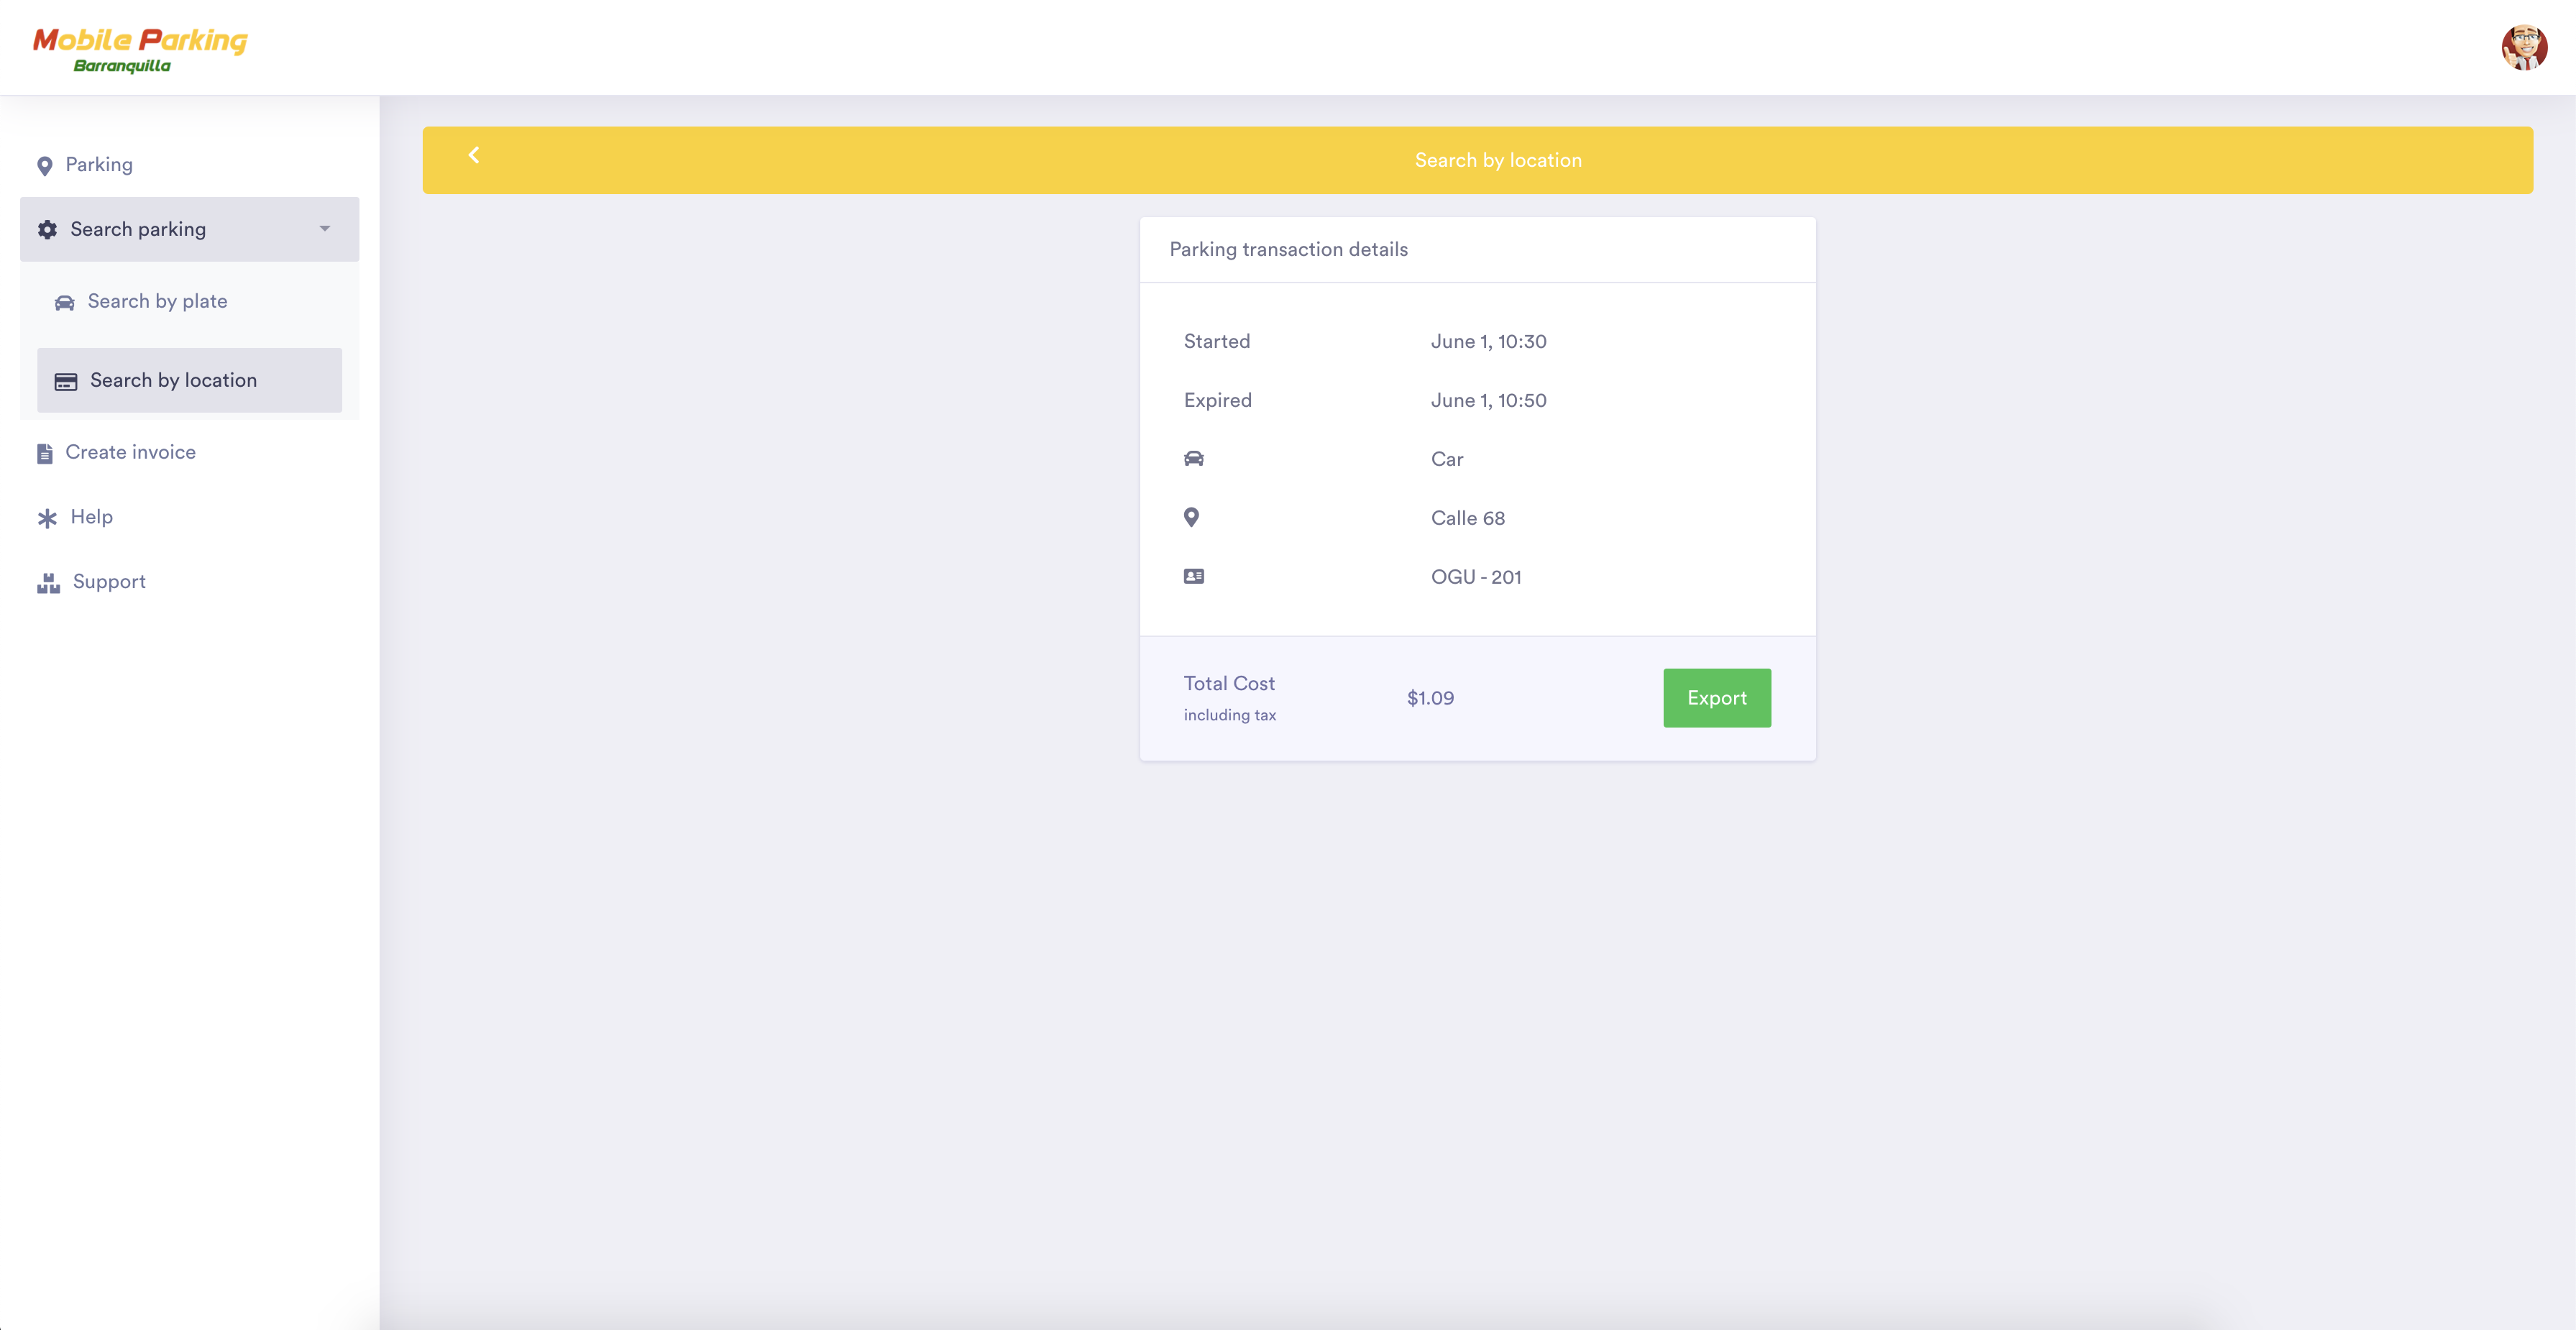 Mobile Parking
Barranquilla
Parking
Search parking
Search by plate
Search by location
Create invoice
Help
Support
Search by location
Parking transaction details
Started June 1, 10:30
Expired June 1, 10:50
Car
Calle 68
OGU - 201
Total Cost
including tax
$1.09
Export